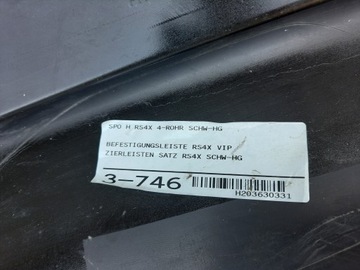 SPO H RS4X 4-ROHR SCHW-HG
BEFESTIGUNGSLEISTE RS4X VIP
ZIERLEISTEN SATZ RS4X SCHW-HG
3-746
H203630331